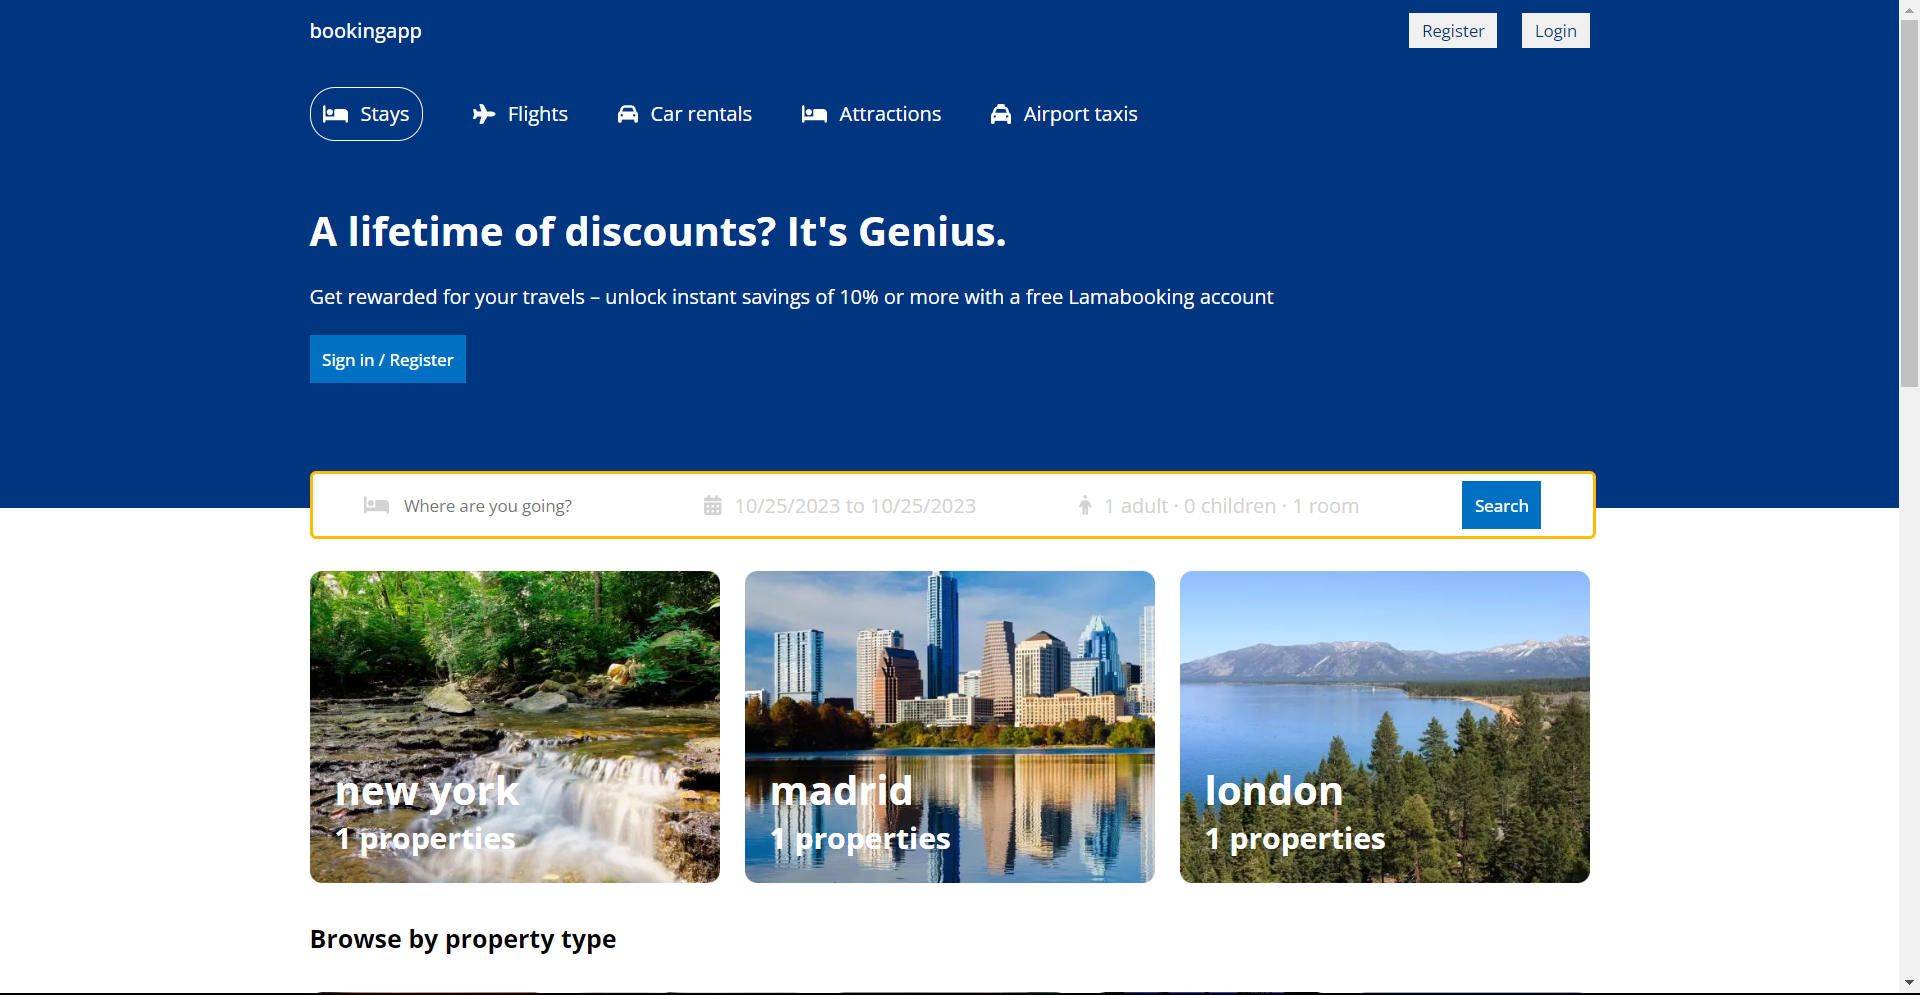 bookingapp
Register
Login
Stays
Flights
Car rentals
Attractions
Airport taxis
A lifetime of discounts? It's Genius.
Get rewarded for your travels – unlock instant savings of 10% or more with a free Lamabooking account
Sign in / Register
Where are you going?
10/25/2023 to 10/25/2023
1 adult · 0 children · 1 room
Search
new york
1 properties
madrid
1 properties
london
1 properties
Browse by property type